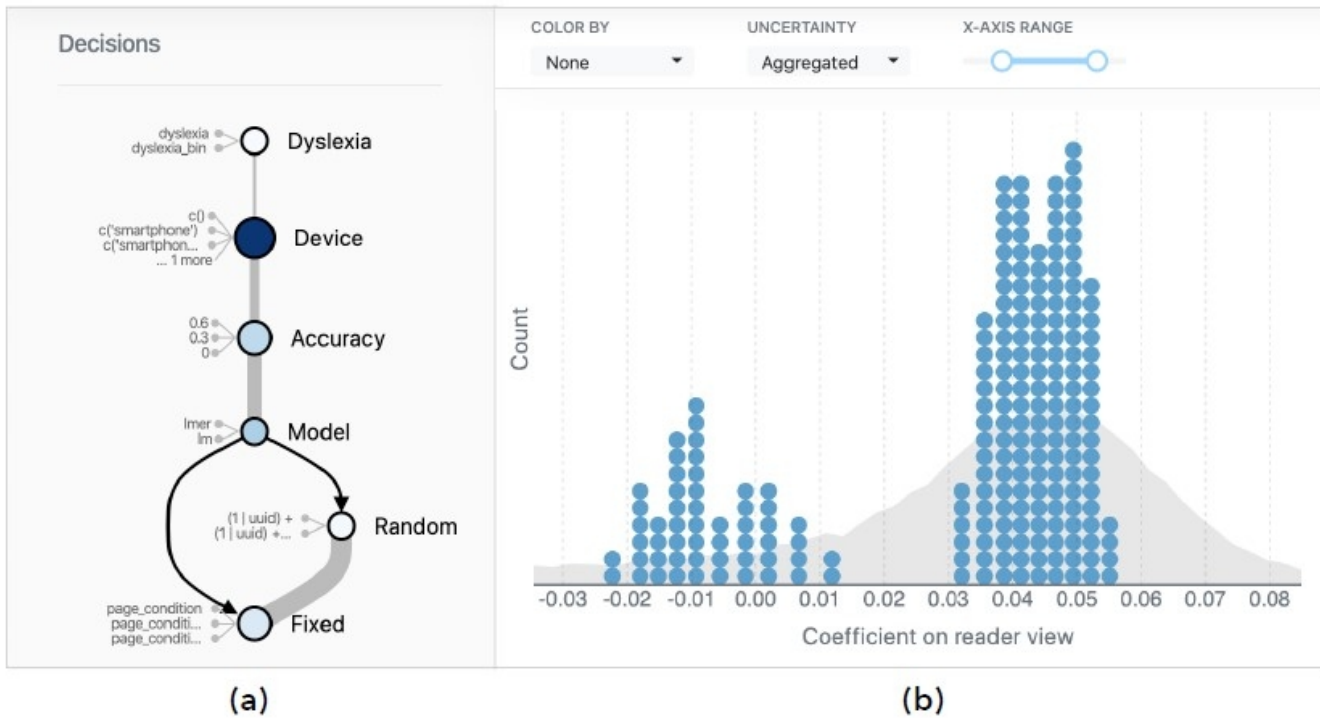 Decisions
dyslexia
dyslexia_bin
Dyslexia
c()
c('smartphone')
c('smartphon...
... 1 more
Device
0.6
0.3
0
Accuracy
lmer
lm
Model
(1 | uuid) +
(1 | uuid) +...
Random
page_condition
page_conditi...
page_conditi...
Fixed
(a)
COLOR BY
None
UNCERTAINTY
Aggregated
X-AXIS RANGE
Count
-0.03 -0.02 -0.01 0.00 0.01 0.02 0.03 0.04 0.05 0.06 0.07 0.08
Coefficient on reader view
(b)